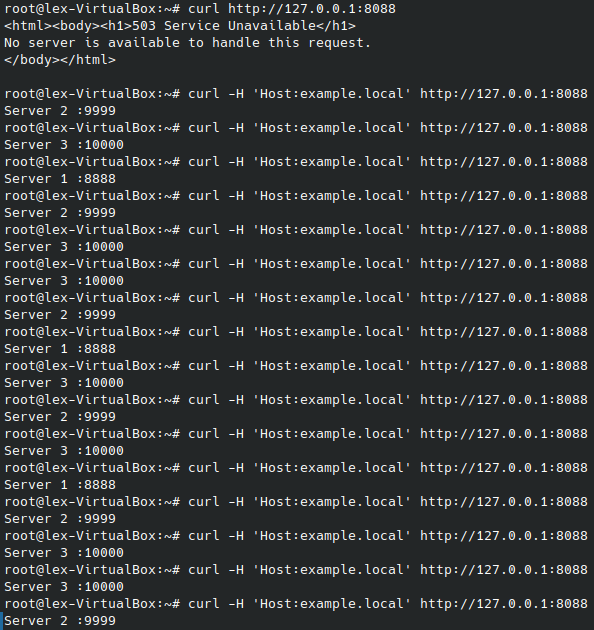 root@lex-VirtualBox:~# curl http://127.0.0.1:8088
<html><body><h1>503 Service Unavailable</h1>
No server is available to handle this request.
</body></html>
root@lex-VirtualBox:~# curl -H 'Host:example.local' http://127.0.0.1:8088
Server 2 :9999
root@lex-VirtualBox:~# curl -H 'Host:example.local' http://127.0.0.1:8088
Server 3 :10000
root@lex-VirtualBox:~# curl -H 'Host:example.local' http://127.0.0.1:8088
Server 1 :8888
root@lex-VirtualBox:~# curl -H 'Host:example.local' http://127.0.0.1:8088
Server 2 :9999
root@lex-VirtualBox:~# curl -H 'Host:example.local' http://127.0.0.1:8088
Server 3 :10000
root@lex-VirtualBox:~# curl -H 'Host:example.local' http://127.0.0.1:8088
Server 3 :10000
root@lex-VirtualBox:~# curl -H 'Host:example.local' http://127.0.0.1:8088
Server 2 :9999
root@lex-VirtualBox:~# curl -H 'Host:example.local' http://127.0.0.1:8088
Server 1 :8888
root@lex-VirtualBox:~# curl -H 'Host:example.local' http://127.0.0.1:8088
Server 3 :10000
root@lex-VirtualBox:~# curl -H 'Host:example.local' http://127.0.0.1:8088
Server 2 :9999
root@lex-VirtualBox:~# curl -H 'Host:example.local' http://127.0.0.1:8088
Server 3 :10000
root@lex-VirtualBox:~# curl -H 'Host:example.local' http://127.0.0.1:8088
Server 1 :8888
root@lex-VirtualBox:~# curl -H 'Host:example.local' http://127.0.0.1:8088
Server 2 :9999
root@lex-VirtualBox:~# curl -H 'Host:example.local' http://127.0.0.1:8088
Server 3 :10000
root@lex-VirtualBox:~# curl -H 'Host:example.local' http://127.0.0.1:8088
Server 3 :10000
root@lex-VirtualBox:~# curl -H 'Host:example.local' http://127.0.0.1:8088
Server 2 :9999